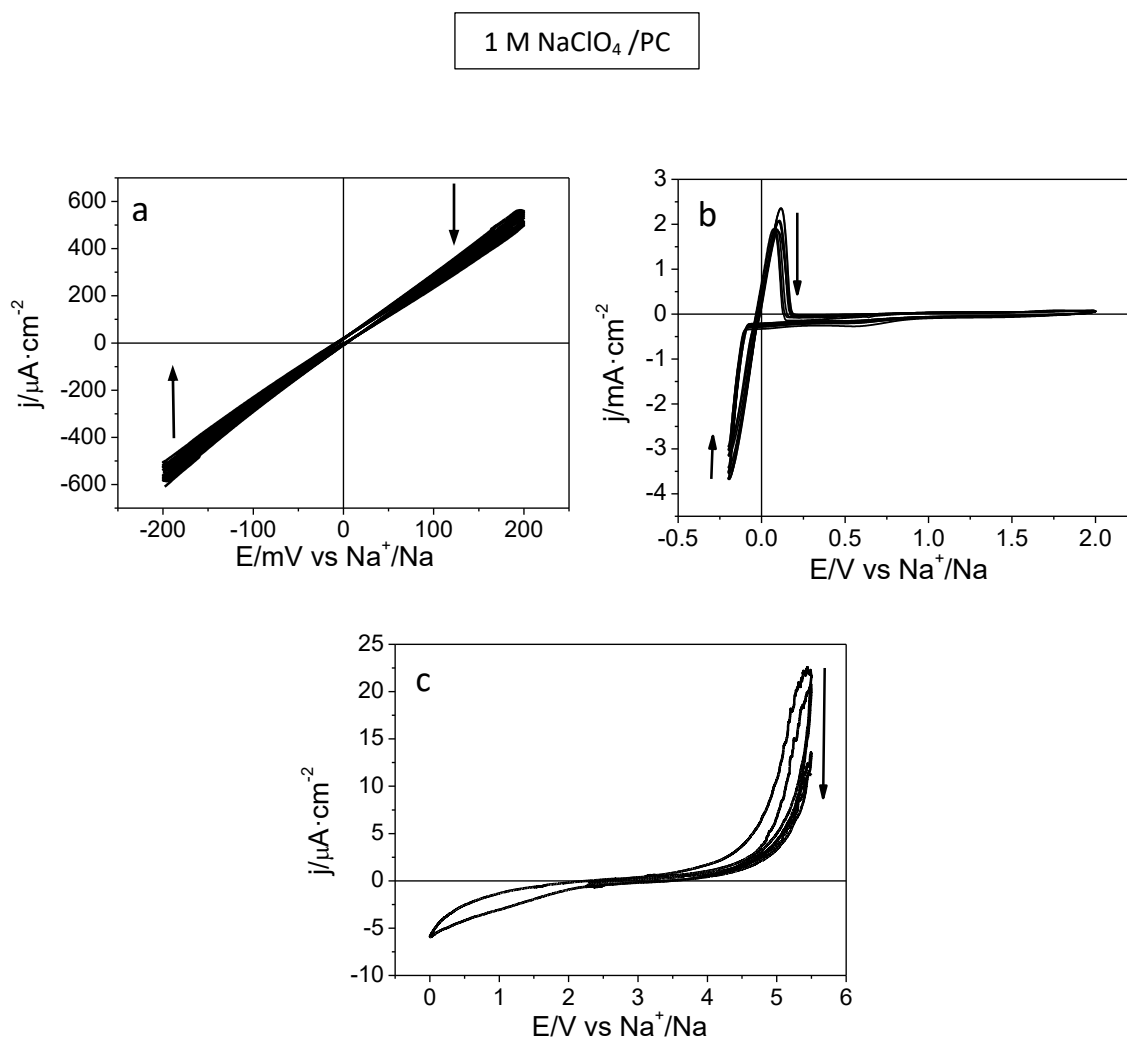 1 M NaClO₄ /PC
a
600
400
200
0
-200
-400
-600
-200 -100 0 100 200
j/μA·cm⁻²
E/mV vs Na⁺/Na
b
3
2
1
0
-1
-2
-3
-4
-0.5 0.0 0.5 1.0 1.5 2.0
j/mA·cm⁻²
E/V vs Na⁺/Na
c
25
20
15
10
5
0
-5
-10
0 1 2 3 4 5 6
j/μA·cm⁻²
E/V vs Na⁺/Na